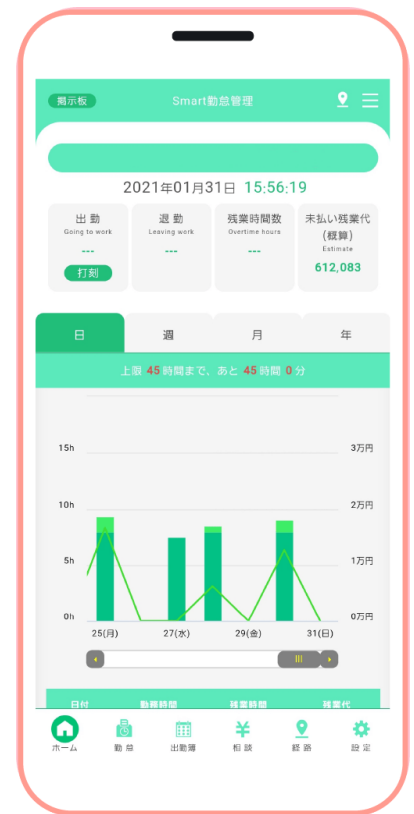 掲示板 Smart勤怠管理
2021年01月31日 15:56:19
出 勤
Going to work
---
打刻
退 勤
Leaving work
---
残業時間数
Overtime hours
---
未払い残業代
(概算)
Estimate
612,083
日 週 月 年
上限 45 時間まで、あと 45 時間 0 分
15h 3万円
10h 2万円
5h 1万円
0h 0万円
25(月) 27(水) 29(金) 31(日)
日付 勤務時間 残業時間 残業代
ホーム 勤 怠 出勤簿 相 談 経 路 設 定